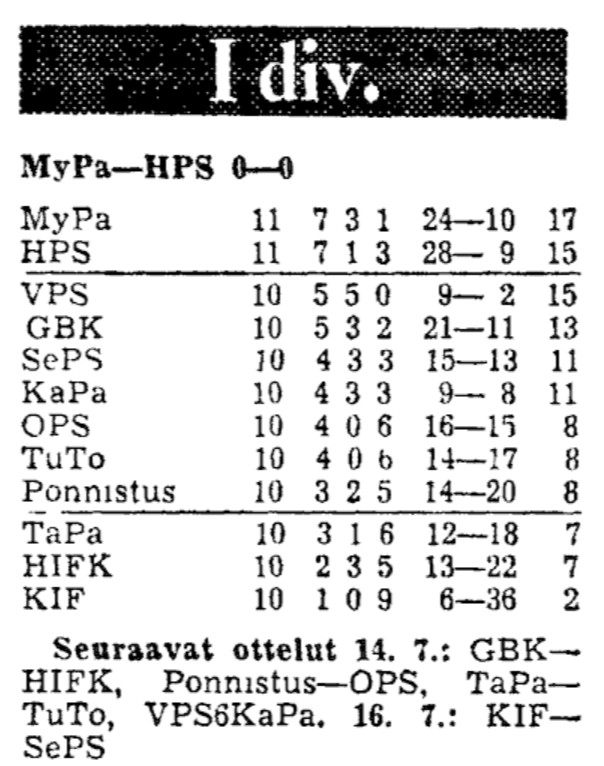 I div.
MyPa—HPS 0—0
MyPa 11 7 3 1 24—10 17
HPS 11 7 1 3 28— 9 15
VPS 10 5 5 0 9— 2 15
GBK 10 5 3 2 21—11 13
SePS 10 4 3 3 15—13 11
KaPa 10 4 3 3 9— 8 11
OPS 10 4 0 6 16—15 8
TuTo 10 4 0 6 14—17 8
Ponnistus 10 3 2 5 14—20 8
TaPa 10 3 1 6 12—18 7
HIFK 10 2 3 5 13—22 7
KIF 10 1 0 9 6—36 2
Seuraavat ottelut 14. 7.: GBK—
HIFK, Ponnistus—OPS, TaPa—
TuTo, VPS6KaPa. 16. 7.: KIF—
SePS